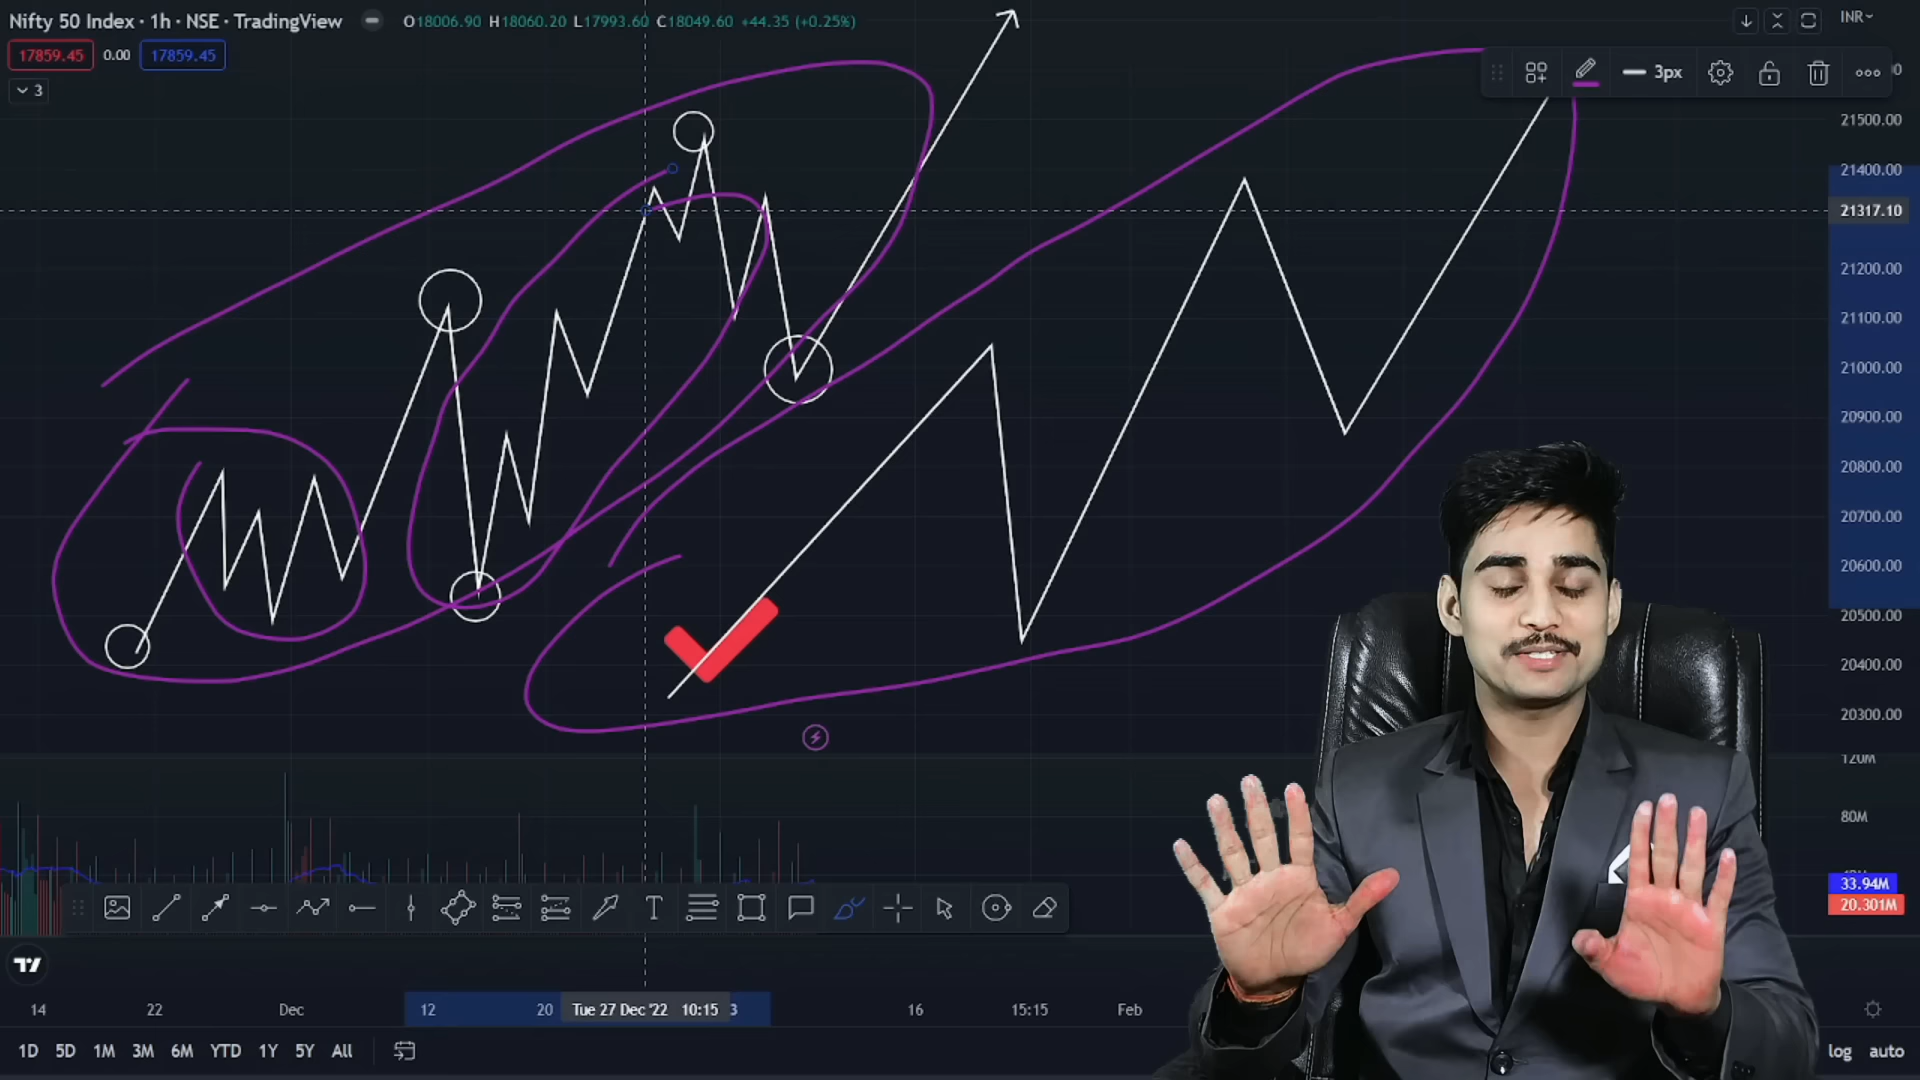 Nifty 50 Index · 1h · NSE · TradingView
O18006.90 H18060.20 L17993.60 C18049.60 +44.35 (+0.25%)
INR
17859.45 0.00 17859.45
3
3px
21500.00
21400.00
21317.10
21200.00
21100.00
21000.00
20900.00
20800.00
20700.00
20600.00
20500.00
20400.00
20300.00
120M
80M
33.94M
20.301M
T
14 22 Dec 12 20 Tue 27 Dec '22 10:15 3 16 15:15 Feb
1D 5D 1M 3M 6M YTD 1Y 5Y All
log auto